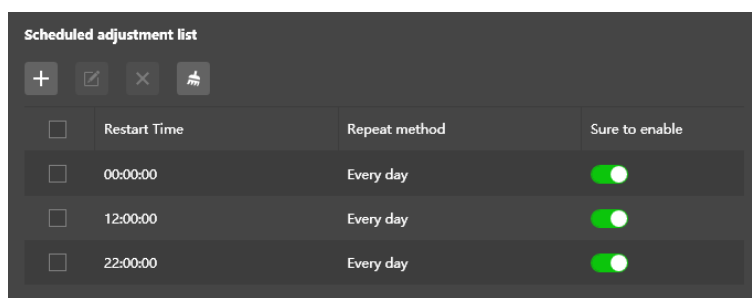 Scheduled adjustment list
Restart Time Repeat method Sure to enable
00:00:00 Every day
12:00:00 Every day
22:00:00 Every day